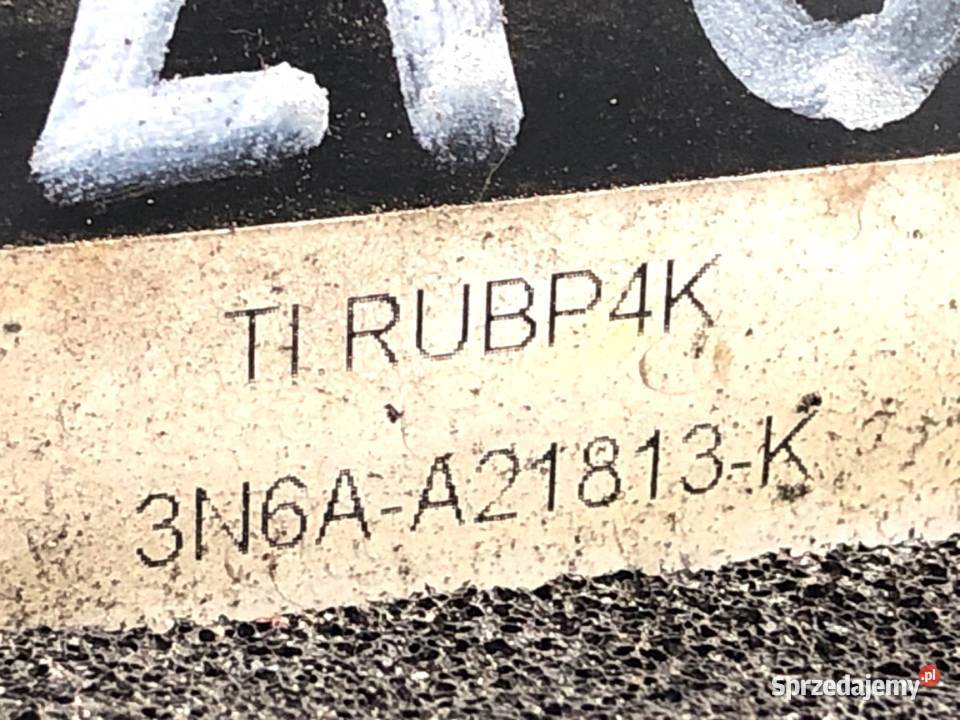 TI RUBP4K
3N6A-A21813-K
Sprzedajemy.pl